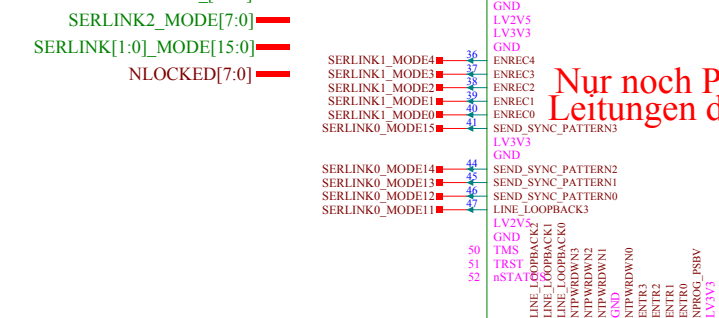 GND
SERLINK2_MODE[7:0]
LV2V5
LV3V3
SERLINK[1:0]_MODE[15:0]
GND
NLOCKED[7:0]
SERLINK1_MODE4 36 ENREC4
SERLINK1_MODE3 37 ENREC3
SERLINK1_MODE2 38 ENREC2
SERLINK1_MODE1 39 ENREC1
SERLINK1_MODE0 40 ENREC0
SERLINK0_MODE15 41 SEND_SYNC_PATTERN3
Nur noch P
Leitungen d
LV3V3
GND
SERLINK0_MODE14 44 SEND_SYNC_PATTERN2
SERLINK0_MODE13 45 SEND_SYNC_PATTERN1
SERLINK0_MODE12 46 SEND_SYNC_PATTERN0
SERLINK0_MODE11 47 LINE_LOOPBACK3
LV2V5
GND
50 TMS
51 TRST
52 nSTATUS
LINE_LOOPBACK2
LINE_LOOPBACK1
LINE_LOOPBACK0
NTPWRDWN3
NTPWRDWN2
NTPWRDWN1
GND
NTPWRDWN0
ENTR3
ENTR2
ENTR1
ENTR0
NPROG_PSBV
LV3V3